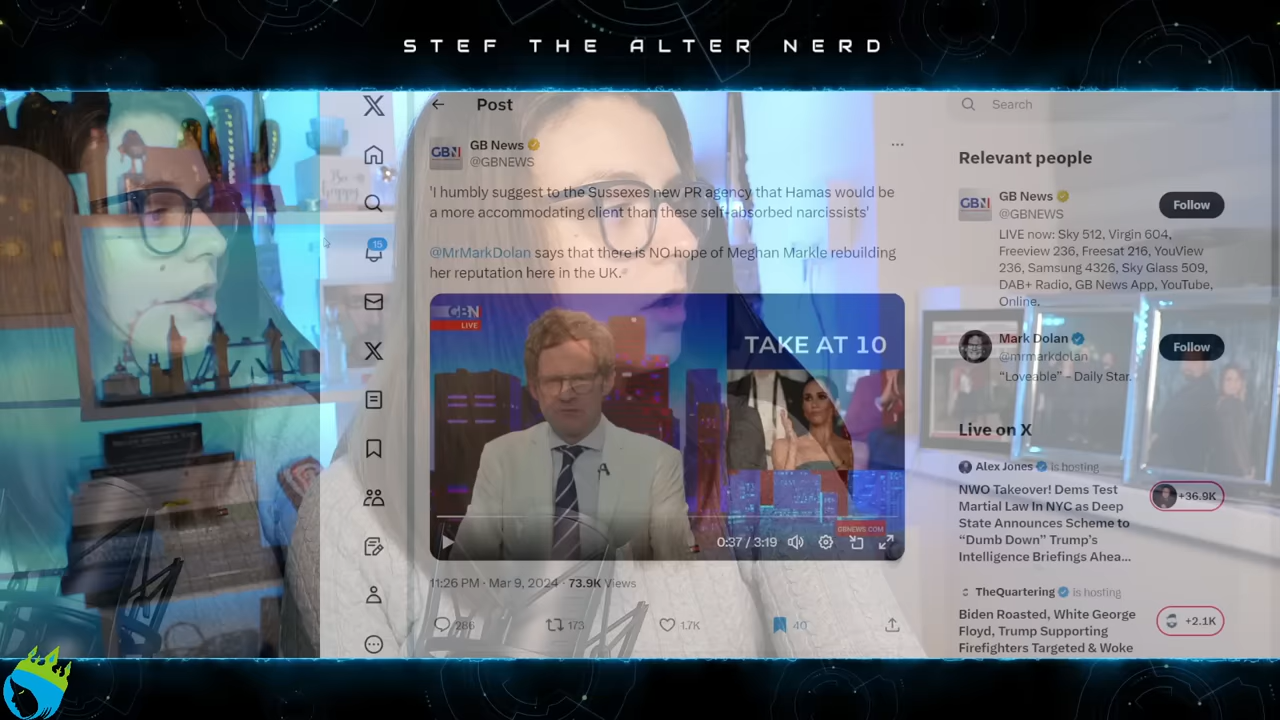 STEF THE ALTER NERD
Post
Search
GB News
@GBNEWS
'I humbly suggest to the Sussexes new PR agency that Hamas would be
a more accommodating client than these self-absorbed narcissists'
@MrMarkDolan says that there is NO hope of Meghan Markle rebuilding
her reputation here in the UK.
GBN
LIVE
TAKE AT 10
GBNEWS.COM
0:37 / 3:19
11:26 PM · Mar 9, 2024 · 73.9K Views
286
173
1.7K
40
15
Relevant people
GBN
GB News
@GBNEWS
Follow
LIVE now: Sky 512, Virgin 604,
Freeview 236, Freesat 216, YouView
236, Samsung 4326, Sky Glass 509,
DAB+ Radio, GB News App, YouTube,
Online.
Mark Dolan
@mrmarkdolan
Follow
“Loveable” - Daily Star.
Live on X
Alex Jones is hosting
NWO Takeover! Dems Test
Martial Law In NYC as Deep
State Announces Scheme to
“Dumb Down” Trump’s
Intelligence Briefings Ahea...
+36.9K
TheQuartering is hosting
Biden Roasted, White George
Floyd, Trump Supporting
Firefighters Targeted & Woke
+2.1K